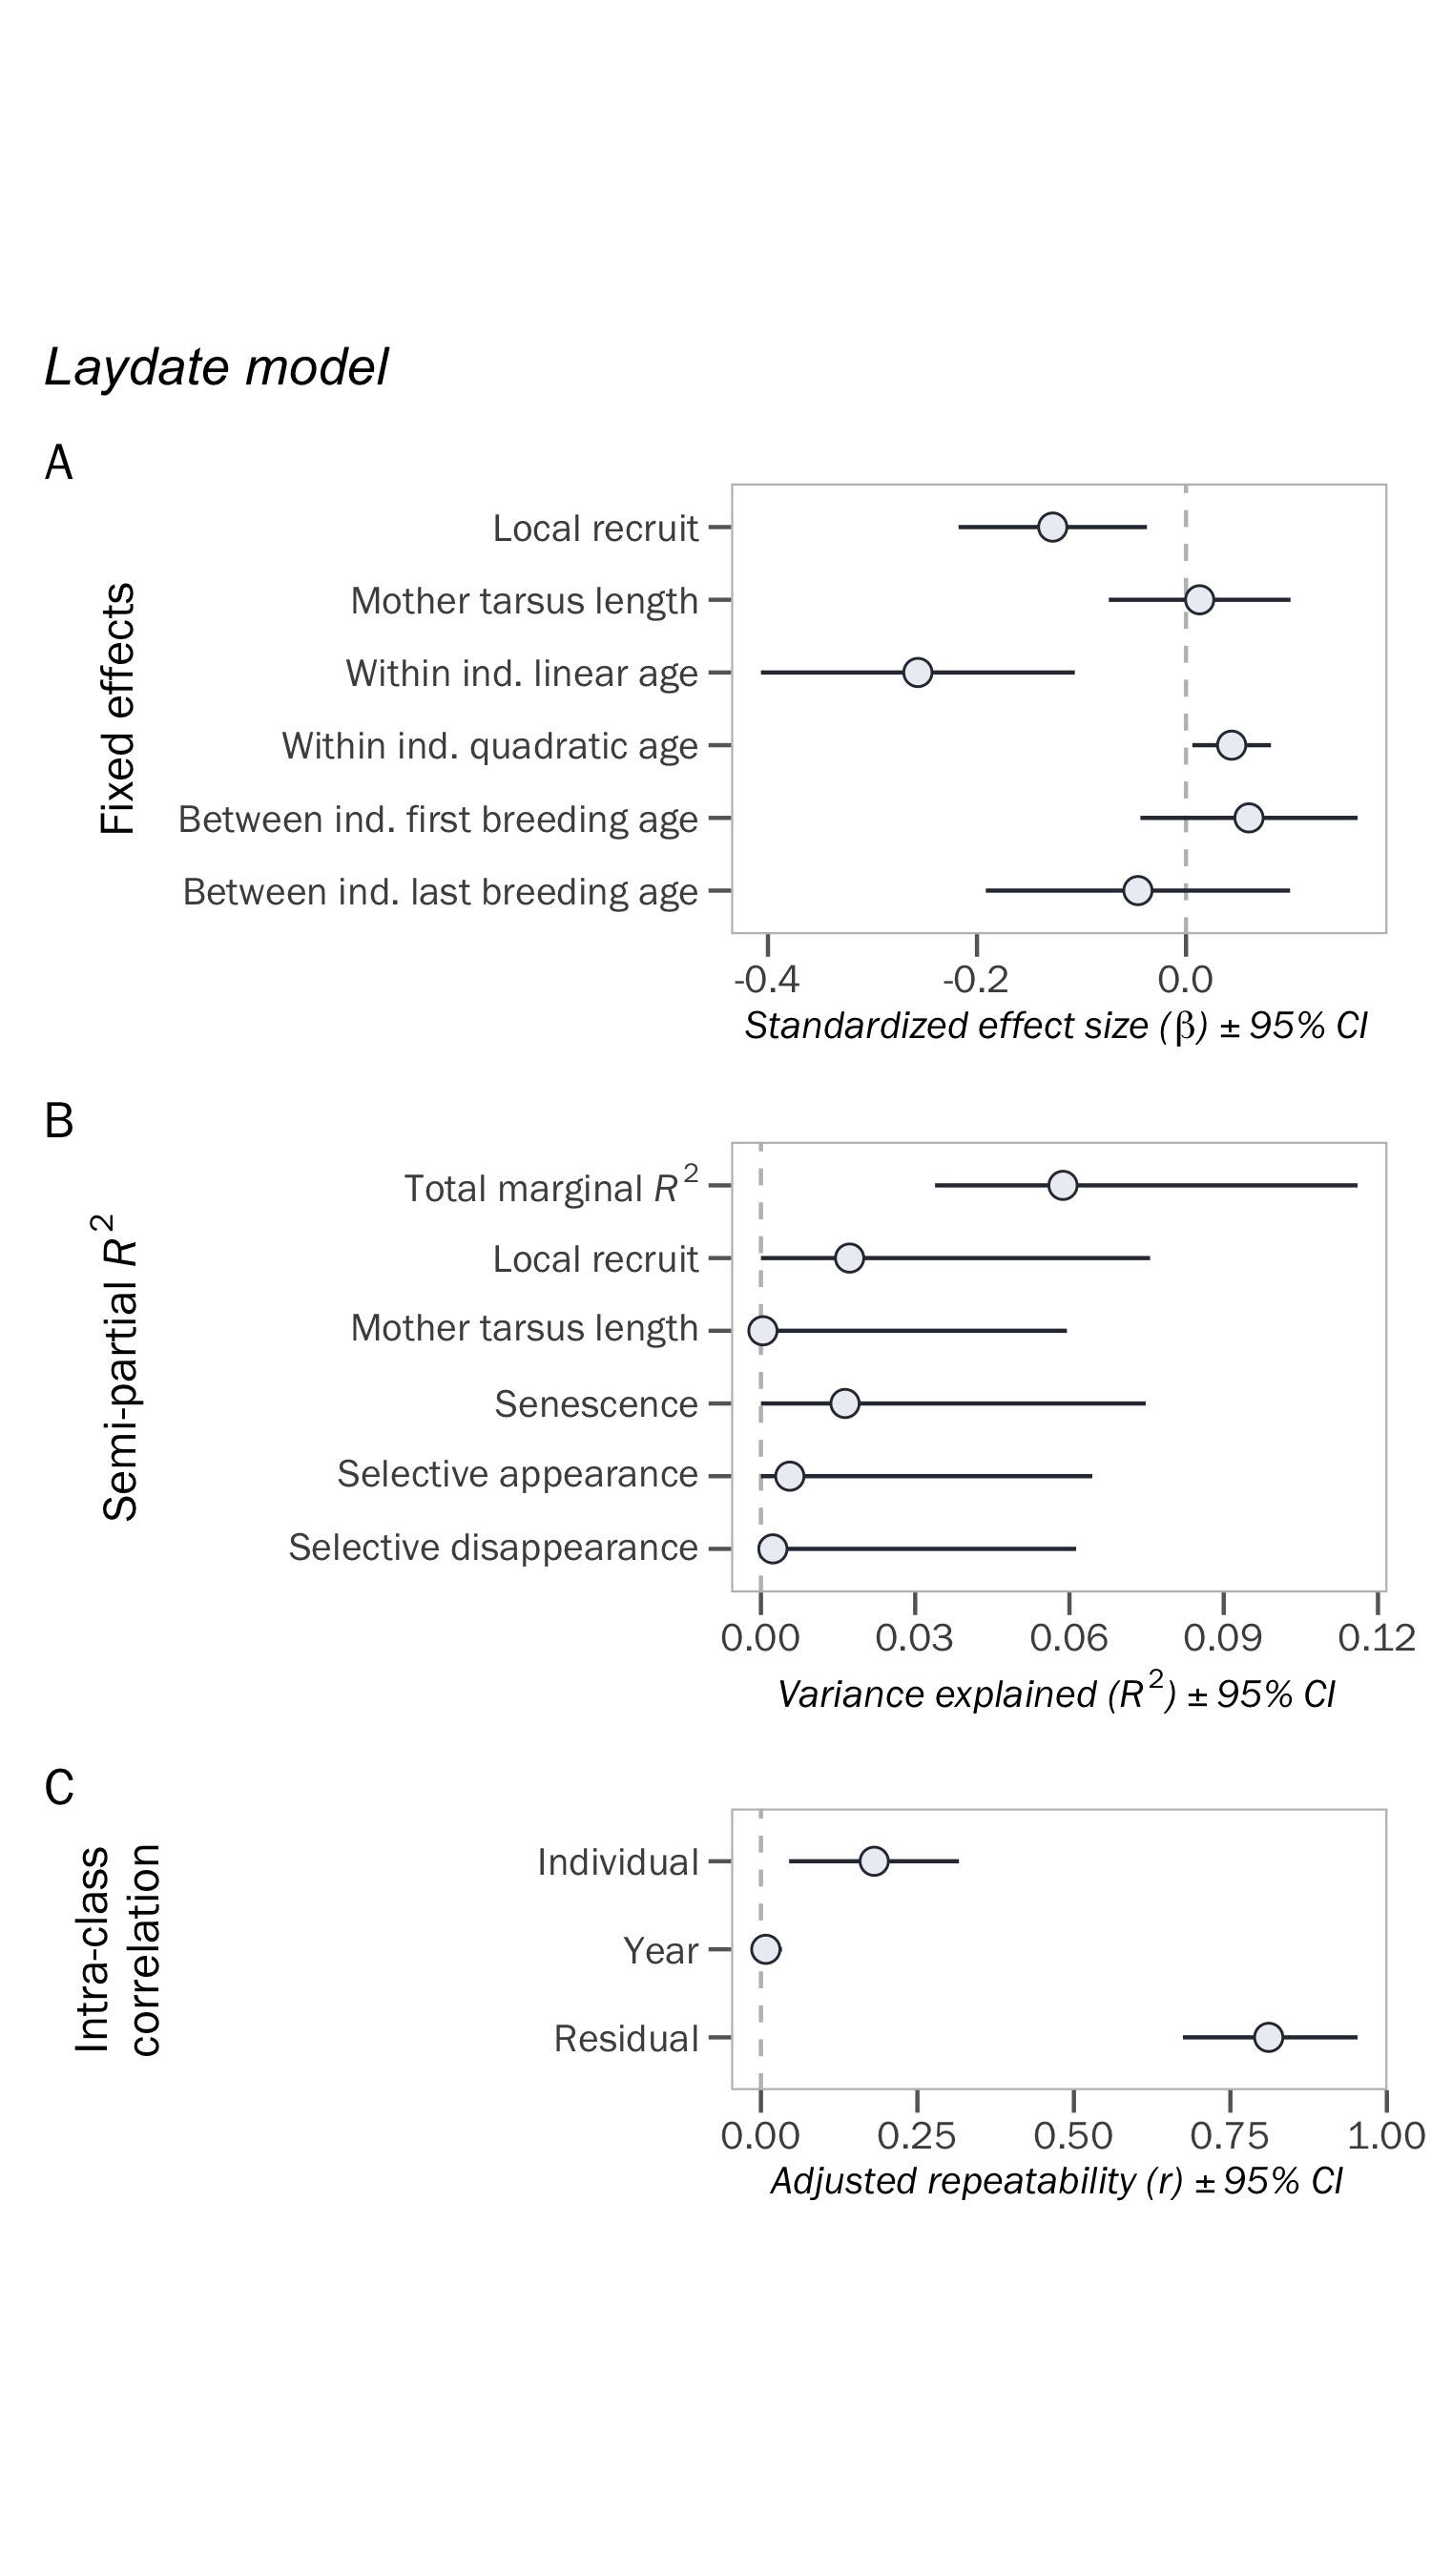 Laydate model
A
Fixed effects
Local recruit
Mother tarsus length
Within ind. linear age
Within ind. quadratic age
Between ind. first breeding age
Between ind. last breeding age
-0.4 -0.2 0.0
Standardized effect size (β) ± 95% CI
B
Semi-partial R²
Total marginal R²
Local recruit
Mother tarsus length
Senescence
Selective appearance
Selective disappearance
0.00 0.03 0.06 0.09 0.12
Variance explained (R²) ± 95% CI
C
Intra-class
correlation
Individual
Year
Residual
0.00 0.25 0.50 0.75 1.00
Adjusted repeatability (r) ± 95% CI